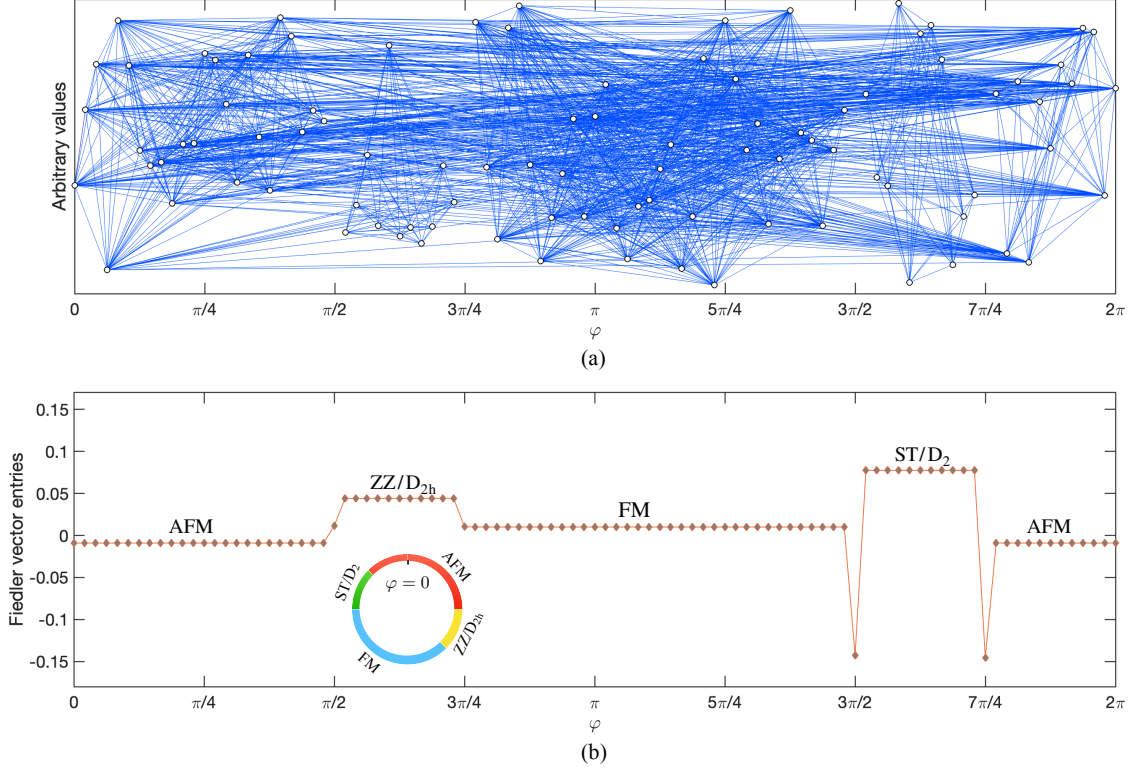 Arbitrary values
0 π/4 π/2 3π/4 π 5π/4 3π/2 7π/4 2π
φ
(a)
0.15
0.1
0.05
0
-0.05
-0.1
-0.15
Fiedler vector entries
AFM
ZZ/D2h
FM
ST/D2
AFM
φ = 0
AFM
ST/D2
ZZ/D2h
FM
0 π/4 π/2 3π/4 π 5π/4 3π/2 7π/4 2π
φ
(b)